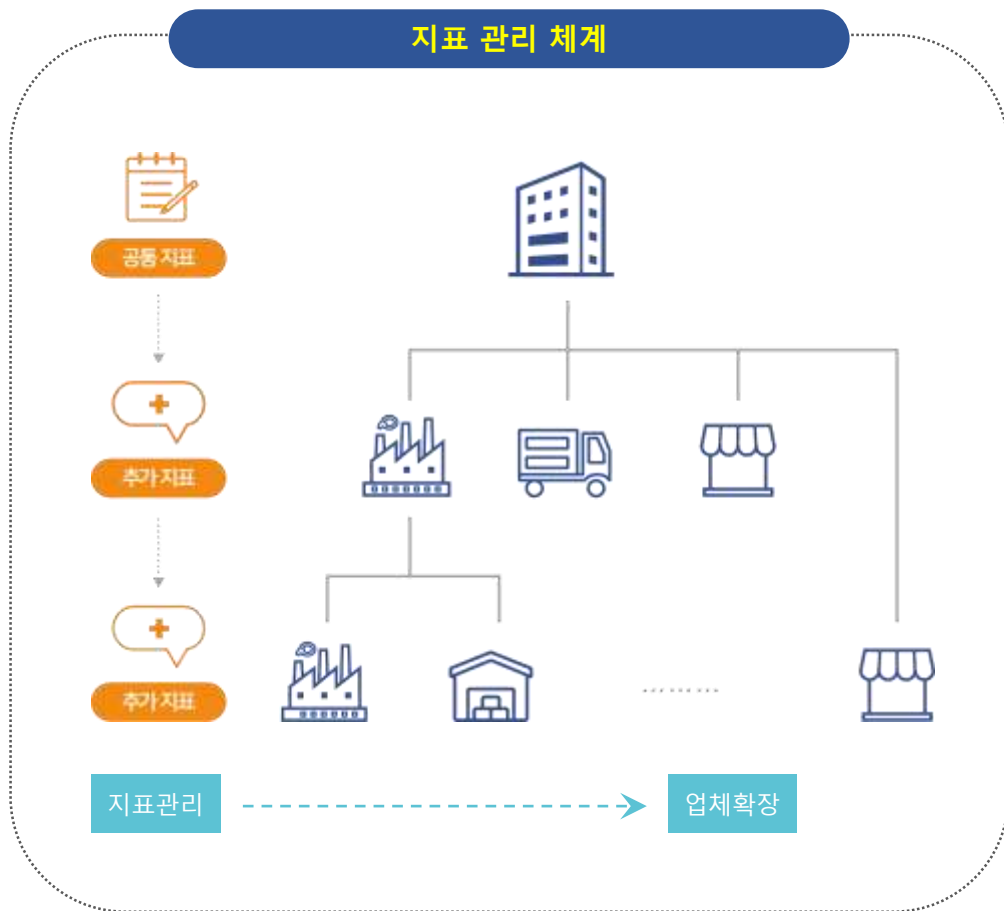 지표 관리 체계
공통 지표
추가 지표
추가 지표
지표관리
업체확장